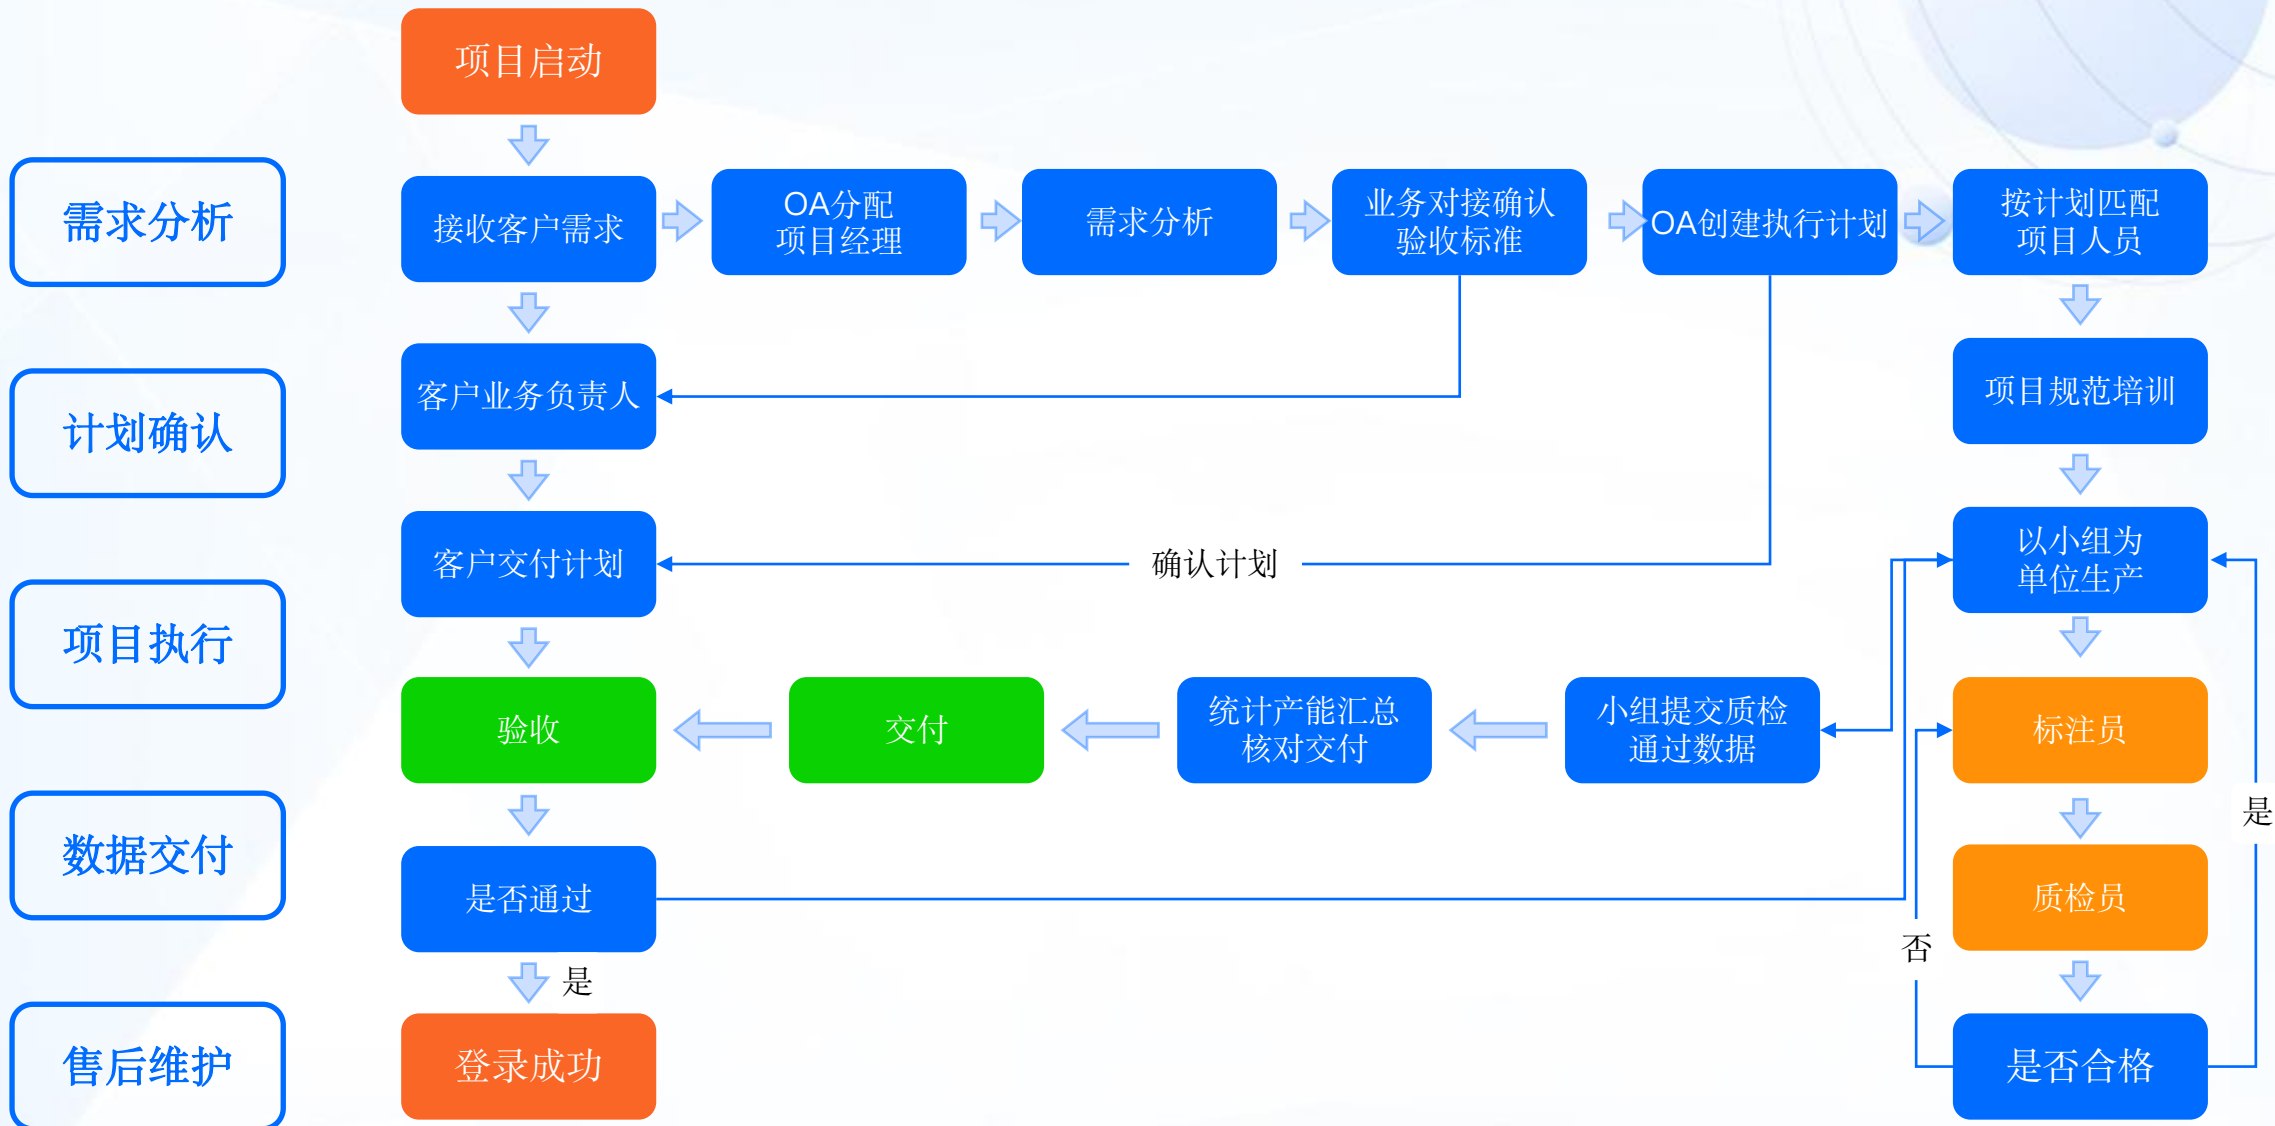 项目启动
需求分析
接收客户需求
OA分配
项目经理
需求分析
业务对接确认
验收标准
OA创建执行计划
按计划匹配
项目人员
计划确认
客户业务负责人
项目规范培训
客户交付计划
确认计划
以小组为
单位生产
项目执行
验收
交付
统计产能汇总
核对交付
小组提交质检
通过数据
标注员
是
数据交付
是否通过
质检员
否
是
售后维护
登录成功
是否合格